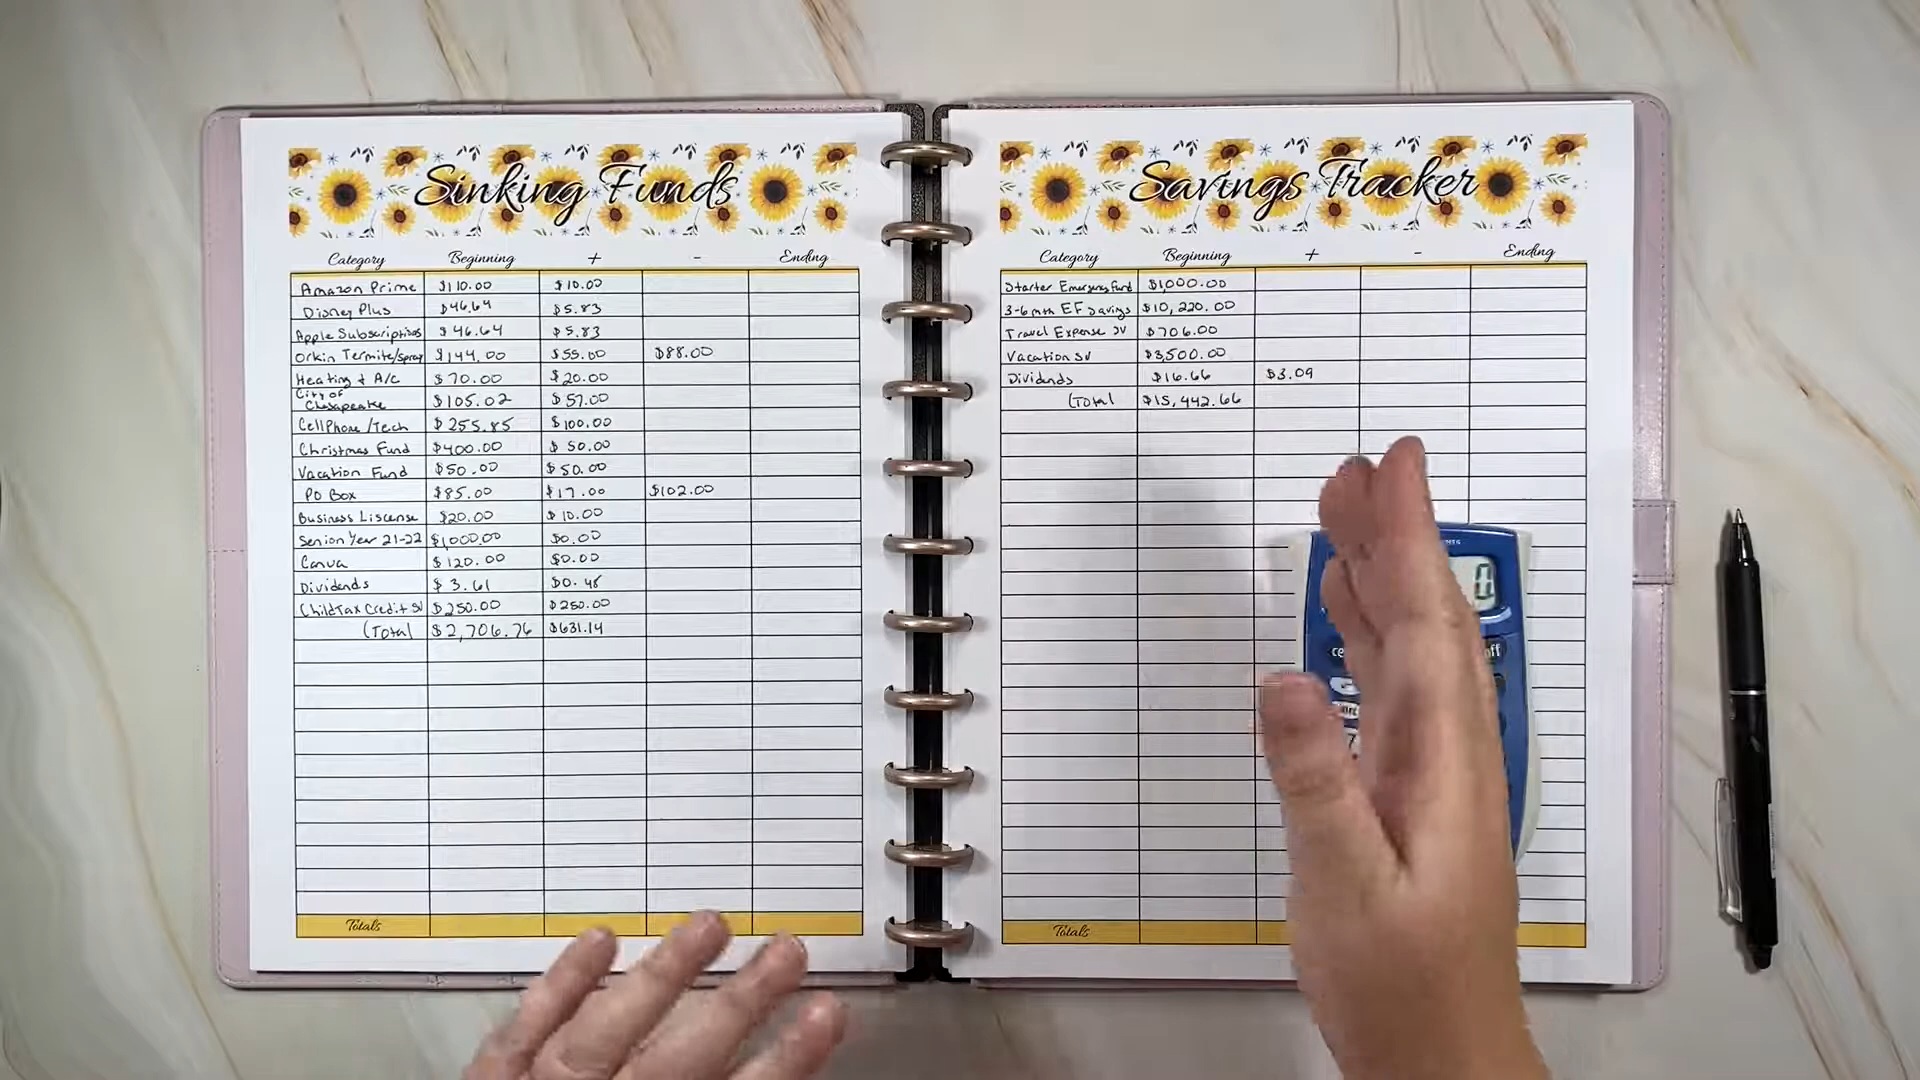 Sinking Funds
Category Beginning + - Ending
Amazon Prime $110.00 $10.00
Disney Plus $46.64 $5.83
Apple Subscriptions $46.64 $5.83
Orkin Termite/spray $144.00 $55.00 $88.00
Heating & A/C $70.00 $20.00
City of Chesapeake $105.02 $57.00
Cellphone/Tech $255.85 $100.00
Christmas Fund $400.00 $50.00
Vacation Fund $50.00 $50.00
PO Box $85.00 $17.00 $102.00
Business Liscense $20.00 $10.00
Senior Year 21-22 $1,000.00 $0.00
Canva $120.00 $0.00
Dividends $3.61 $0.48
Child Tax Credit SV $250.00 $250.00
(Total $2,706.76 $631.14
Totals
Savings Tracker
Category Beginning + - Ending
Starter Emergency Fund $1,000.00
3-6 mth EF Savings $10,220.00
Travel Expense SV $706.00
Vacation SV $3,500.00
Dividends $16.66 $3.09
(Total $15,442.66
0.
off
Totals